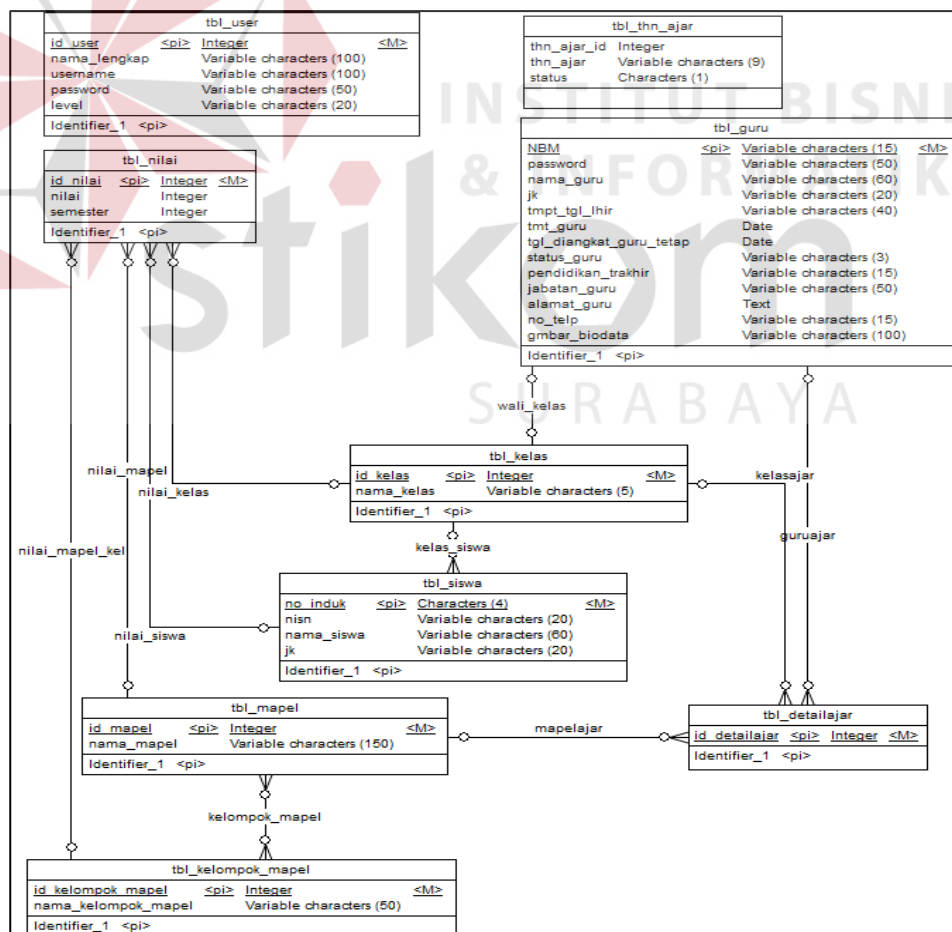 tbl_user
id_user <pi> Integer <M>
nama_lengkap Variable characters (100)
username Variable characters (100)
password Variable characters (50)
level Variable characters (20)
Identifier_1 <pi>
tbl_thn_ajar
thn_ajar_id Integer
thn_ajar Variable characters (9)
status Characters (1)
INSTITUT BISNI
& INFORMATIKA
stikom
SURABAYA
tbl_guru
NBM <pi> Variable characters (15) <M>
password Variable characters (50)
nama_guru Variable characters (60)
jk Variable characters (20)
tmpt_tgl_lhir Variable characters (40)
tmt_guru Date
tgl_diangkat_guru_tetap Date
status_guru Variable characters (3)
pendidikan_trakhir Variable characters (15)
jabatan_guru Variable characters (50)
alamat_guru Text
no_telp Variable characters (15)
gmbar_biodata Variable characters (100)
Identifier_1 <pi>
tbl_nilai
id_nilai <pi> Integer <M>
nilai Integer
semester Integer
Identifier_1 <pi>
wali_kelas
tbl_kelas
id_kelas <pi> Integer <M>
nama_kelas Variable characters (5)
Identifier_1 <pi>
nilai_mapel
nilai_kelas
kelasajar
guruajar
nilai_mapel_kel
kelas_siswa
tbl_siswa
no_induk <pi> Characters (4) <M>
nisn Variable characters (20)
nama_siswa Variable characters (60)
jk Variable characters (20)
Identifier_1 <pi>
nilai_siswa
tbl_mapel
id_mapel <pi> Integer <M>
nama_mapel Variable characters (150)
Identifier_1 <pi>
mapelajar
tbl_detailajar
id_detailajar <pi> Integer <M>
Identifier_1 <pi>
kelompok_mapel
tbl_kelompok_mapel
id_kelompok_mapel <pi> Integer <M>
nama_kelompok_mapel Variable characters (50)
Identifier_1 <pi>